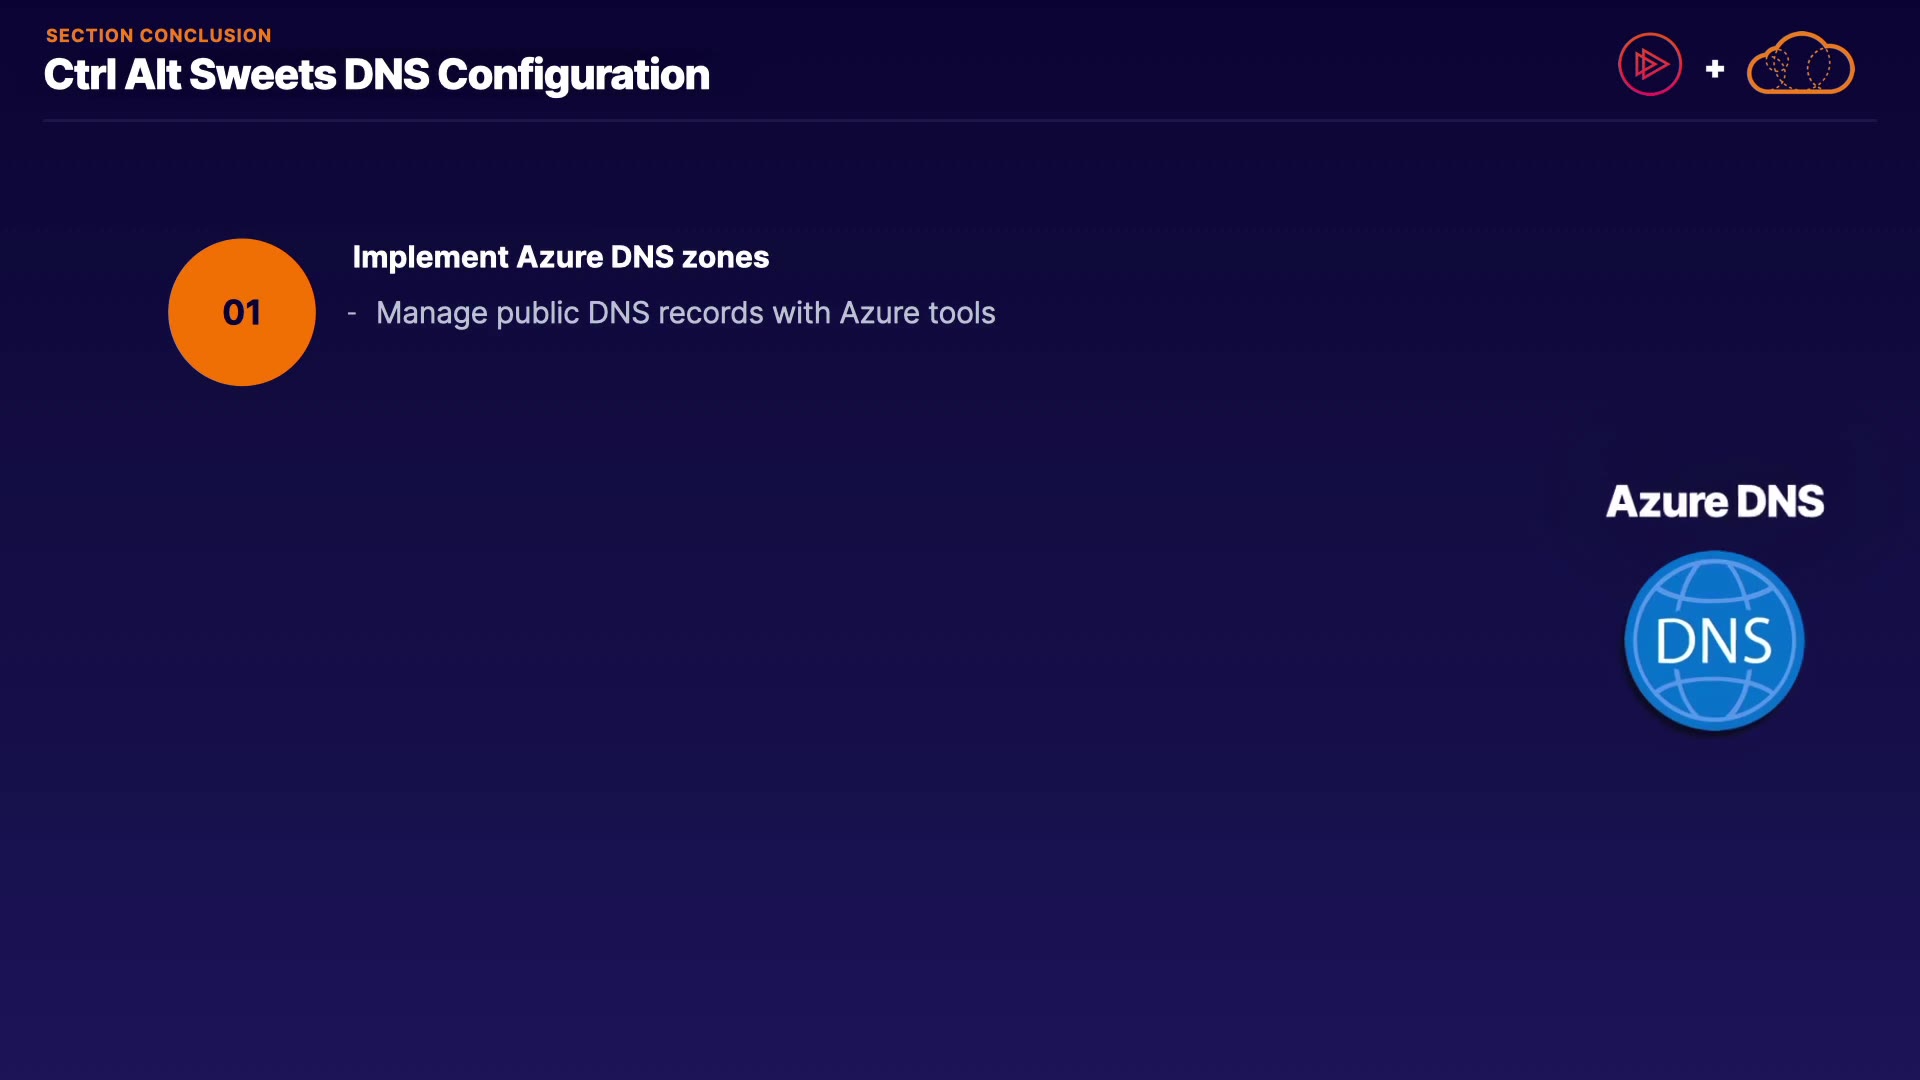 SECTION CONCLUSION
Ctrl Alt Sweets DNS Configuration
+
01
Implement Azure DNS zones
- Manage public DNS records with Azure tools
Azure DNS
DNS